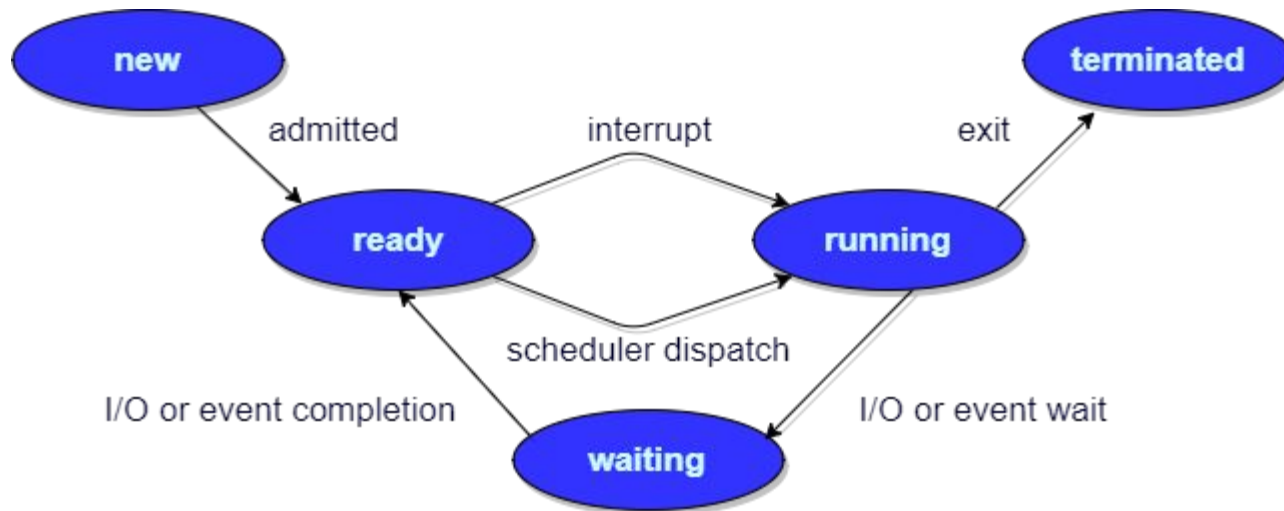 new
terminated
admitted
interrupt
exit
ready
running
scheduler dispatch
I/O or event completion
I/O or event wait
waiting